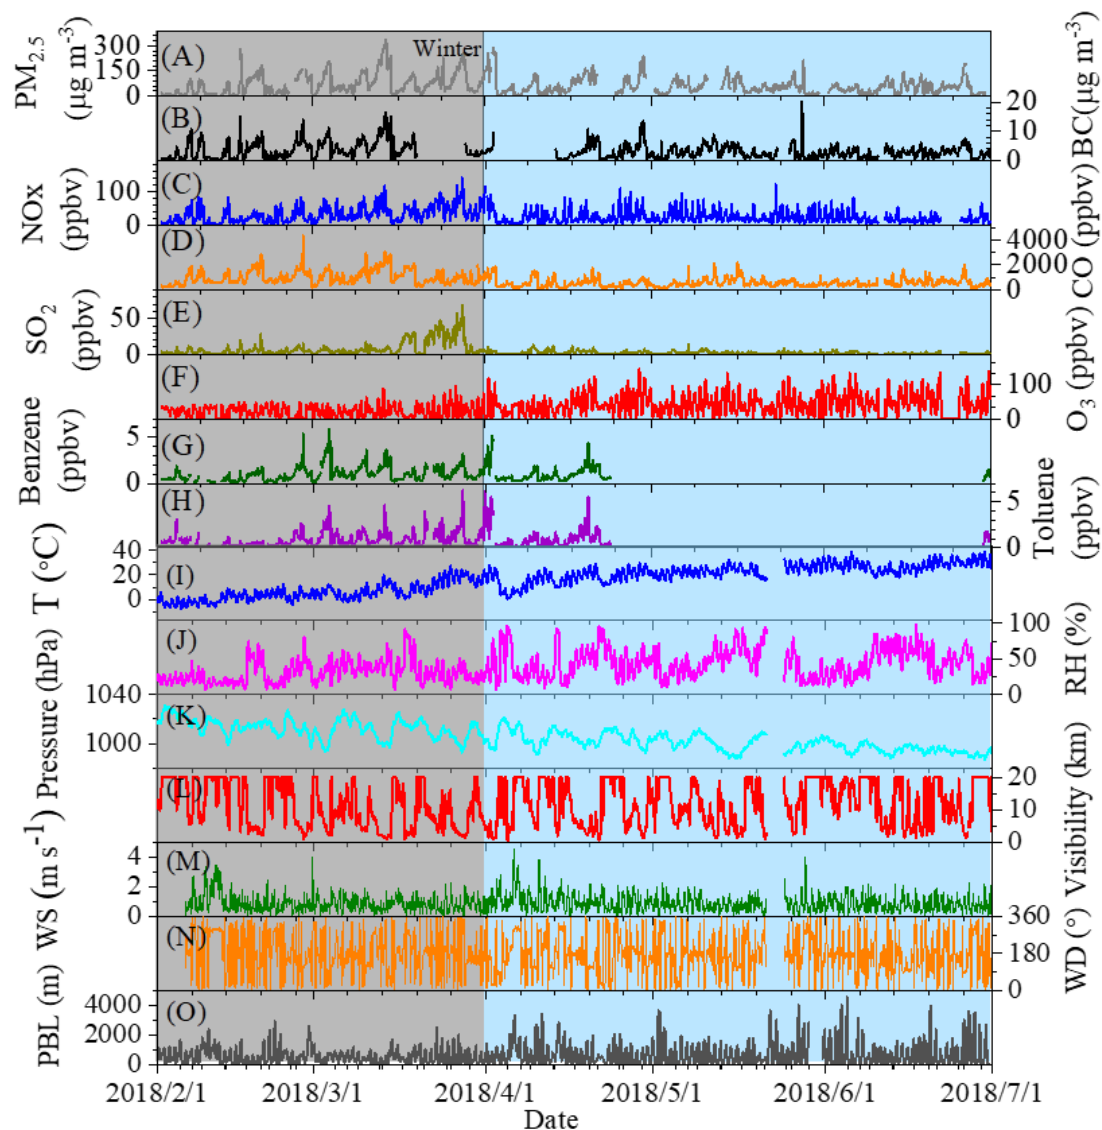 PM2.5
(μg m-3)
300
150
0
(A)
Winter
(B)
20
10
0
BC(μg m-3)
NOx
(ppbv)
100
0
(C)
(D)
4000
2000
0
CO (ppbv)
SO2
(ppbv)
50
0
(E)
(F)
100
0
O3 (ppbv)
Benzene
(ppbv)
5
0
(G)
(H)
5
0
Toluene
(ppbv)
T (°C)
40
20
0
(I)
(J)
100
50
0
RH (%)
Pressure (hPa)
1040
1000
(K)
(L)
20
10
0
Visibility (km)
WS (m s-1)
4
2
0
(M)
(N)
360
180
0
WD (°)
PBL (m)
4000
2000
0
(O)
2018/2/1 2018/3/1 2018/4/1 2018/5/1 2018/6/1 2018/7/1
Date